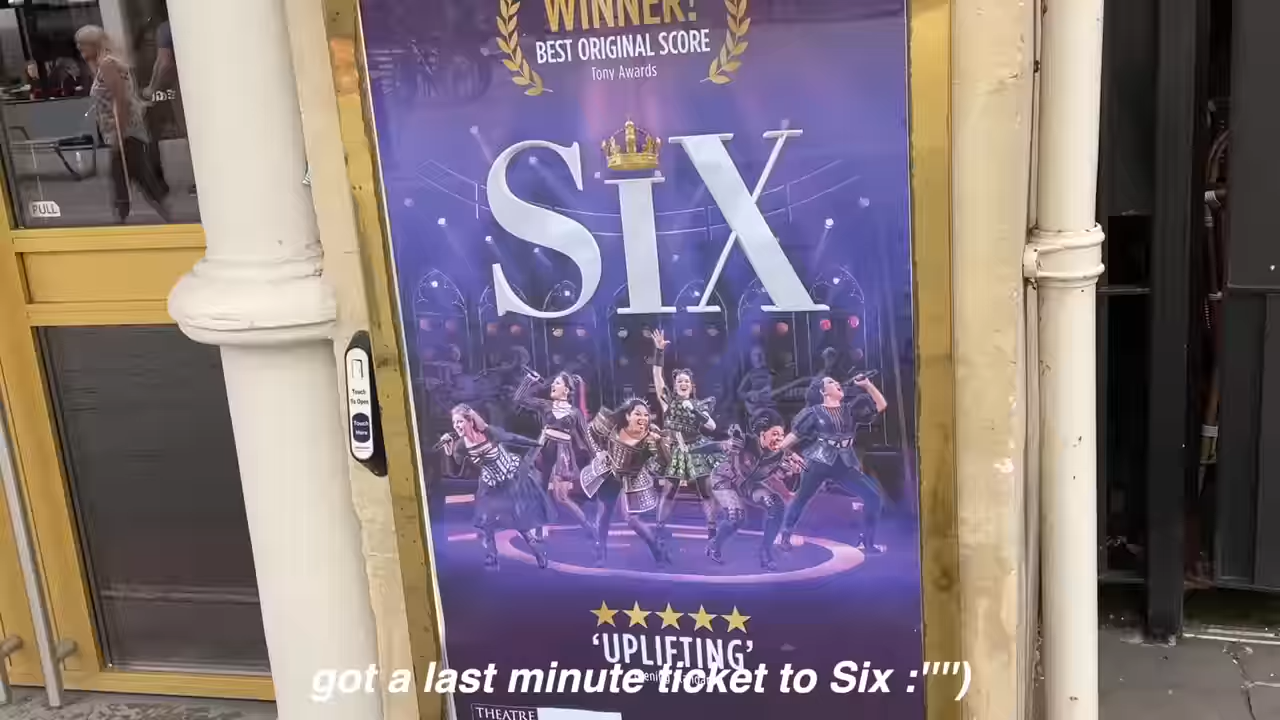 WINNER!
BEST ORIGINAL SCORE
Tony Awards
SIX
PULL
Touch
To Open
Touch
Here
'UPLIFTING'
got a last minute ticket to Six :"")
THEATRE